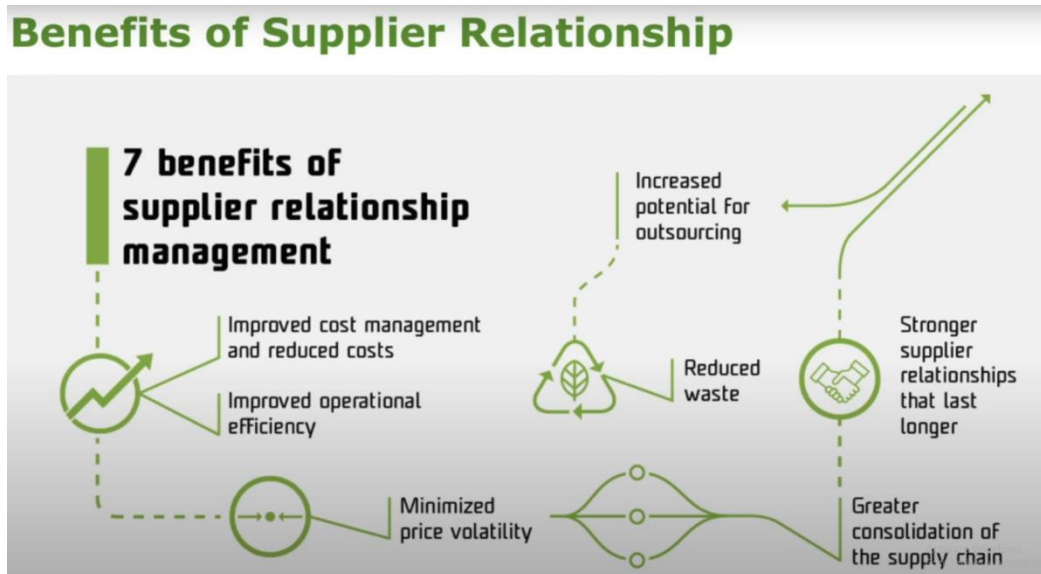 Benefits of Supplier Relationship
7 benefits of
supplier relationship
management
Improved cost management
and reduced costs
Improved operational
efficiency
Minimized
price volatility
Greater
consolidation of
the supply chain
Stronger
supplier
relationships
that last
longer
Increased
potential for
outsourcing
Reduced
waste